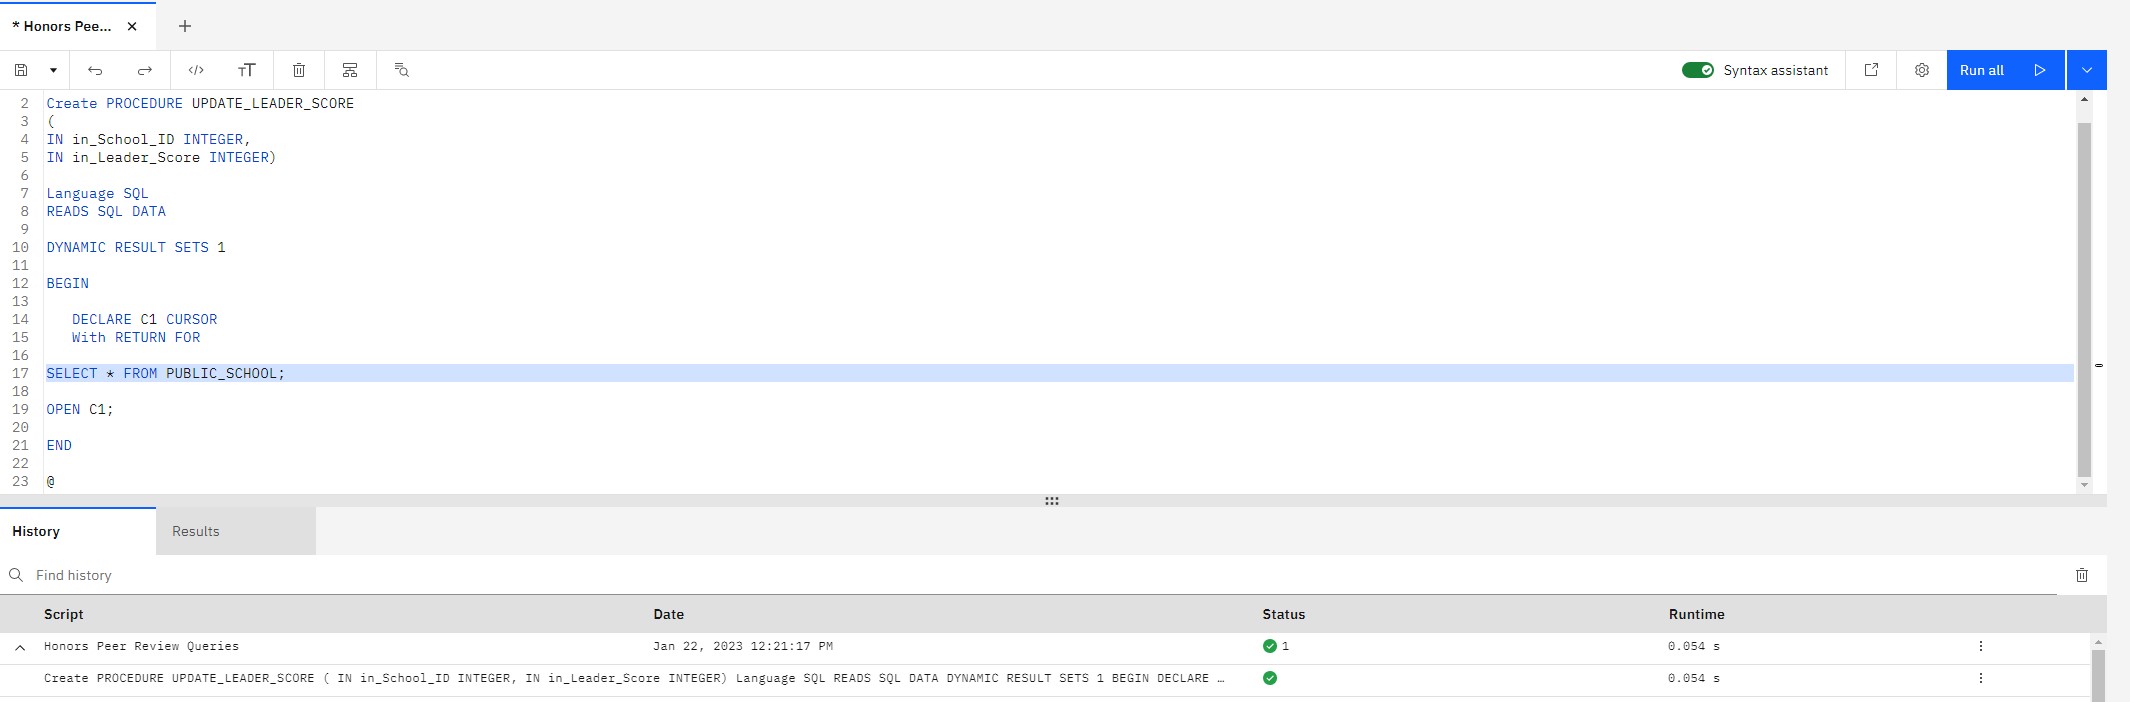 * Honors Pee...
Syntax assistant
Run all
2 Create PROCEDURE UPDATE_LEADER_SCORE
3 (
4 IN in_School_ID INTEGER,
5 IN in_Leader_Score INTEGER)
6
7 Language SQL
8 READS SQL DATA
9
10 DYNAMIC RESULT SETS 1
11
12 BEGIN
13
14 DECLARE C1 CURSOR
15 With RETURN FOR
16
17 SELECT * FROM PUBLIC_SCHOOL;
18
19 OPEN C1;
20
21 END
22
23 @
History Results
Find history
Script Date Status Runtime
Honors Peer Review Queries Jan 22, 2023 12:21:17 PM 1 0.054 s
Create PROCEDURE UPDATE_LEADER_SCORE ( IN in_School_ID INTEGER, IN in_Leader_Score INTEGER) Language SQL READS SQL DATA DYNAMIC RESULT SETS 1 BEGIN DECLARE … 0.054 s